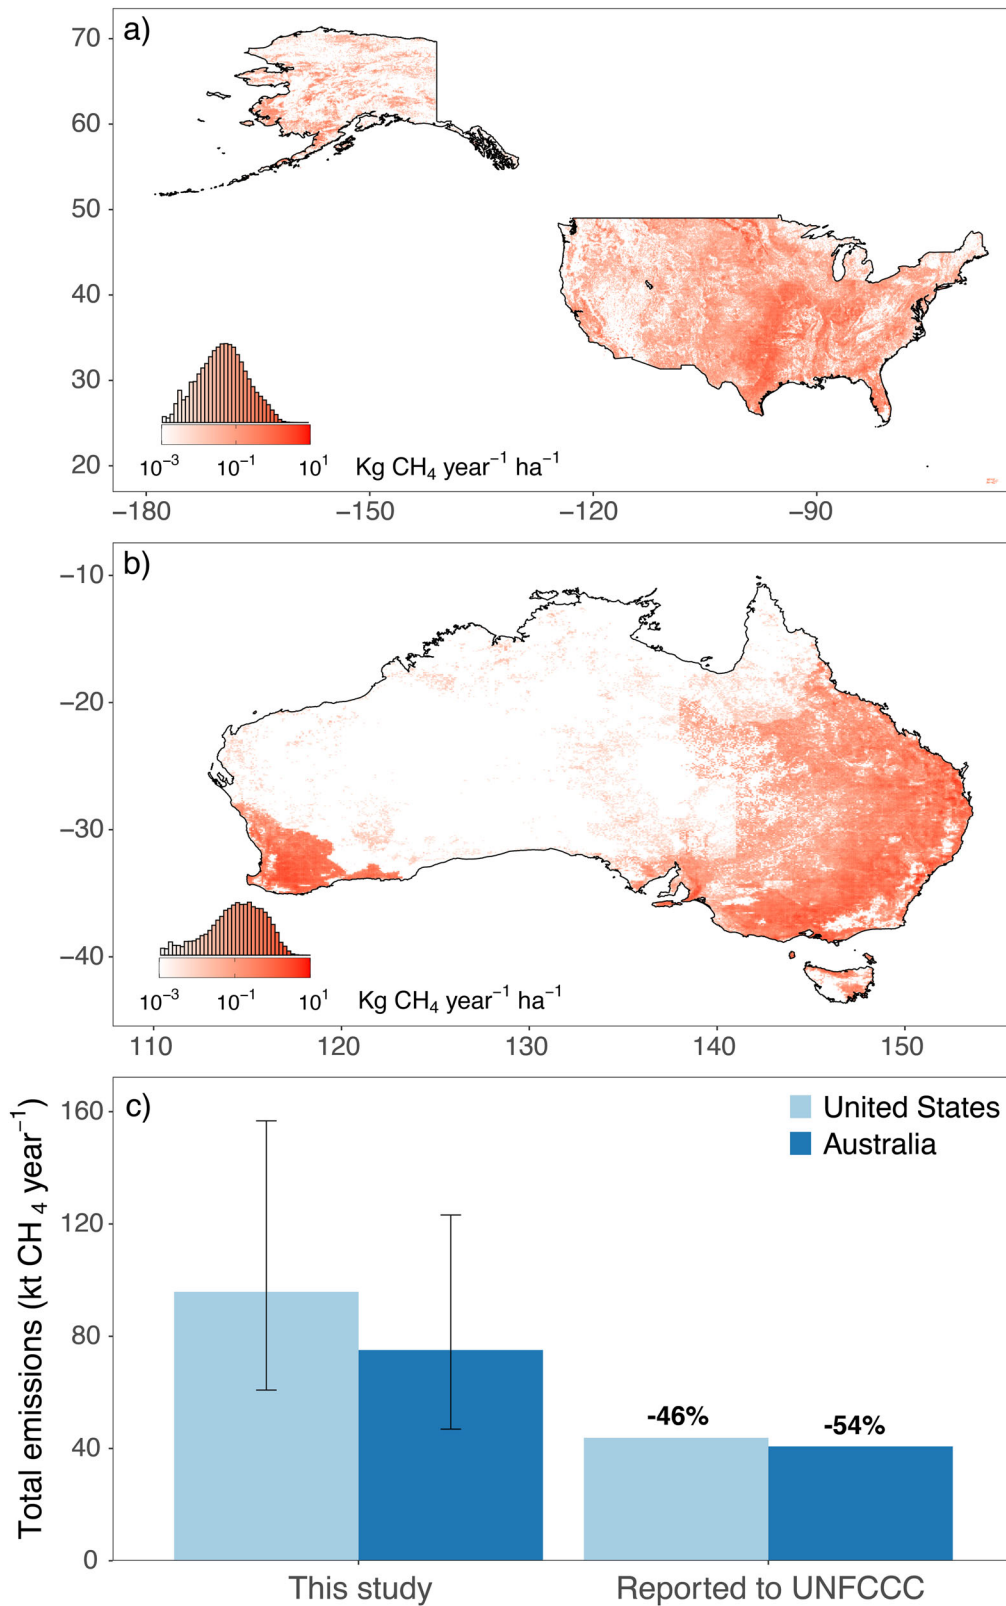 a)
70
60
50
40
30
20
10⁻³ 10⁻¹ 10¹ Kg CH₄ year⁻¹ ha⁻¹
−180 −150 −120 −90
b)
−10
−20
−30
−40
10⁻³ 10⁻¹ 10¹ Kg CH₄ year⁻¹ ha⁻¹
110 120 130 140 150
c)
United States
Australia
Total emissions (kt CH₄ year⁻¹)
160
120
80
40
0
-46%
-54%
This study Reported to UNFCCC